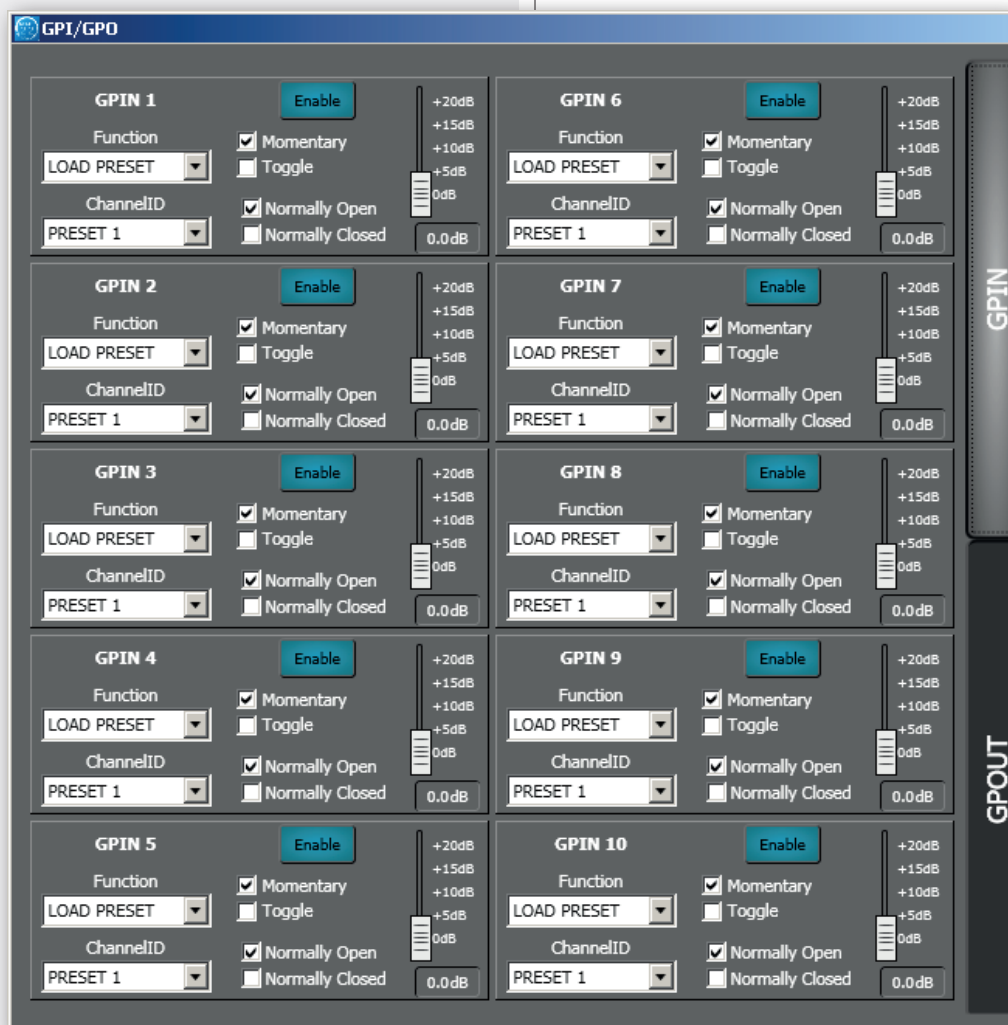 GPI/GPO
GPIN 1
Enable
Function
LOAD PRESET
ChannelID
PRESET 1
Momentary
Toggle
Normally Open
Normally Closed
+20dB
+15dB
+10dB
+5dB
0dB
0.0dB
GPIN 6
Enable
Function
LOAD PRESET
ChannelID
PRESET 1
Momentary
Toggle
Normally Open
Normally Closed
+20dB
+15dB
+10dB
+5dB
0dB
0.0dB
GPIN 2
Enable
Function
LOAD PRESET
ChannelID
PRESET 1
Momentary
Toggle
Normally Open
Normally Closed
+20dB
+15dB
+10dB
+5dB
0dB
0.0dB
GPIN 7
Enable
Function
LOAD PRESET
ChannelID
PRESET 1
Momentary
Toggle
Normally Open
Normally Closed
+20dB
+15dB
+10dB
+5dB
0dB
0.0dB
GPIN 3
Enable
Function
LOAD PRESET
ChannelID
PRESET 1
Momentary
Toggle
Normally Open
Normally Closed
+20dB
+15dB
+10dB
+5dB
0dB
0.0dB
GPIN 8
Enable
Function
LOAD PRESET
ChannelID
PRESET 1
Momentary
Toggle
Normally Open
Normally Closed
+20dB
+15dB
+10dB
+5dB
0dB
0.0dB
GPIN 4
Enable
Function
LOAD PRESET
ChannelID
PRESET 1
Momentary
Toggle
Normally Open
Normally Closed
+20dB
+15dB
+10dB
+5dB
0dB
0.0dB
GPIN 9
Enable
Function
LOAD PRESET
ChannelID
PRESET 1
Momentary
Toggle
Normally Open
Normally Closed
+20dB
+15dB
+10dB
+5dB
0dB
0.0dB
GPIN 5
Enable
Function
LOAD PRESET
ChannelID
PRESET 1
Momentary
Toggle
Normally Open
Normally Closed
+20dB
+15dB
+10dB
+5dB
0dB
0.0dB
GPIN 10
Enable
Function
LOAD PRESET
ChannelID
PRESET 1
Momentary
Toggle
Normally Open
Normally Closed
+20dB
+15dB
+10dB
+5dB
0dB
0.0dB
GPIN
GPOUT